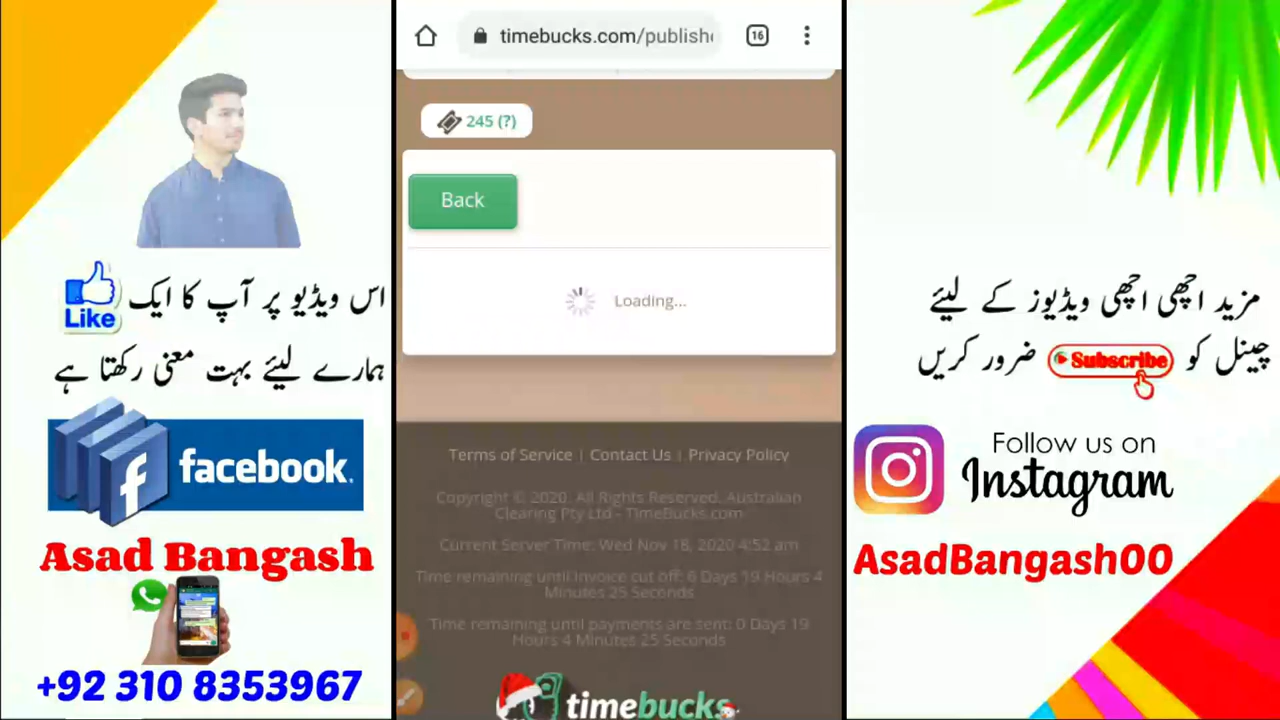 اس ویڈیو پر آپ کا ایک
Like
ہمارے لیئے بہت معنی رکھتا ہے
facebook.
Asad Bangash
+92 310 8353967
timebucks.com/publishe
16
245 (?)
Back
Loading...
Terms of Service | Contact Us | Privacy Policy
Copyright © 2020. All Rights Reserved. Australian
Clearing Pty Ltd - TimeBucks.com
Current Server Time: Wed Nov 18, 2020 4:52 am
Time remaining until invoice cut off: 6 Days 19 Hours 4
Minutes 25 Seconds
Time remaining until payments are sent: 0 Days 19
Hours 4 Minutes 25 Seconds
timebucks
مزید اچھی اچھی ویڈیوز کے لیئے
چینل کو Subscribe ضرور کریں
Follow us on
Instagram
AsadBangash00